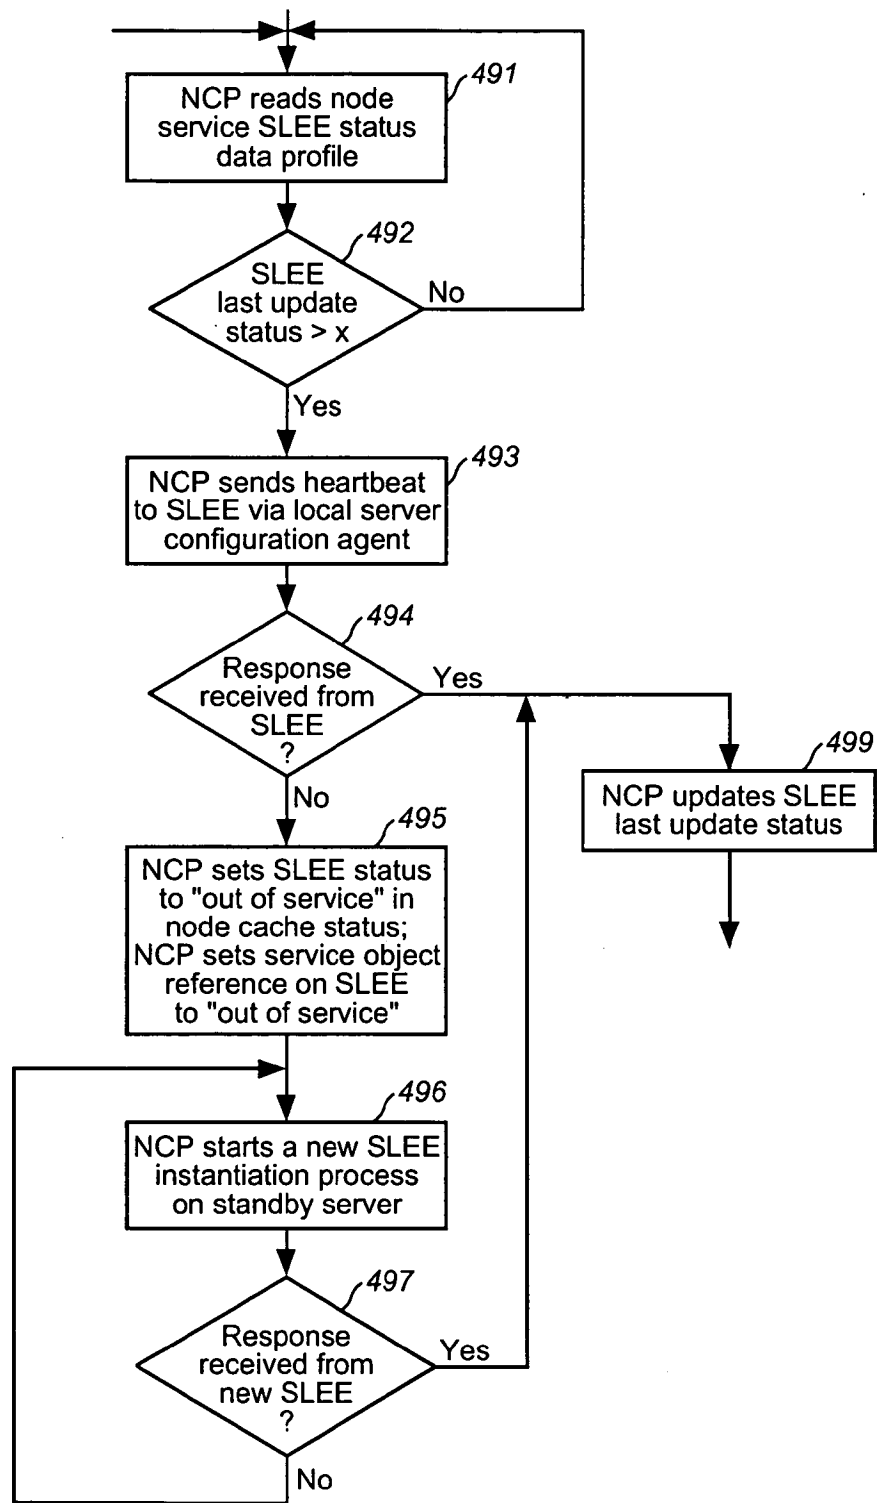 491
NCP reads node
service SLEE status
data profile
492
SLEE
last update
status > x
No
Yes
493
NCP sends heartbeat
to SLEE via local server
configuration agent
494
Response
received from
SLEE
?
Yes
No
499
NCP updates SLEE
last update status
495
NCP sets SLEE status
to "out of service" in
node cache status;
NCP sets service object
reference on SLEE
to "out of service"
496
NCP starts a new SLEE
instantiation process
on standby server
497
Response
received from
new SLEE
?
Yes
No